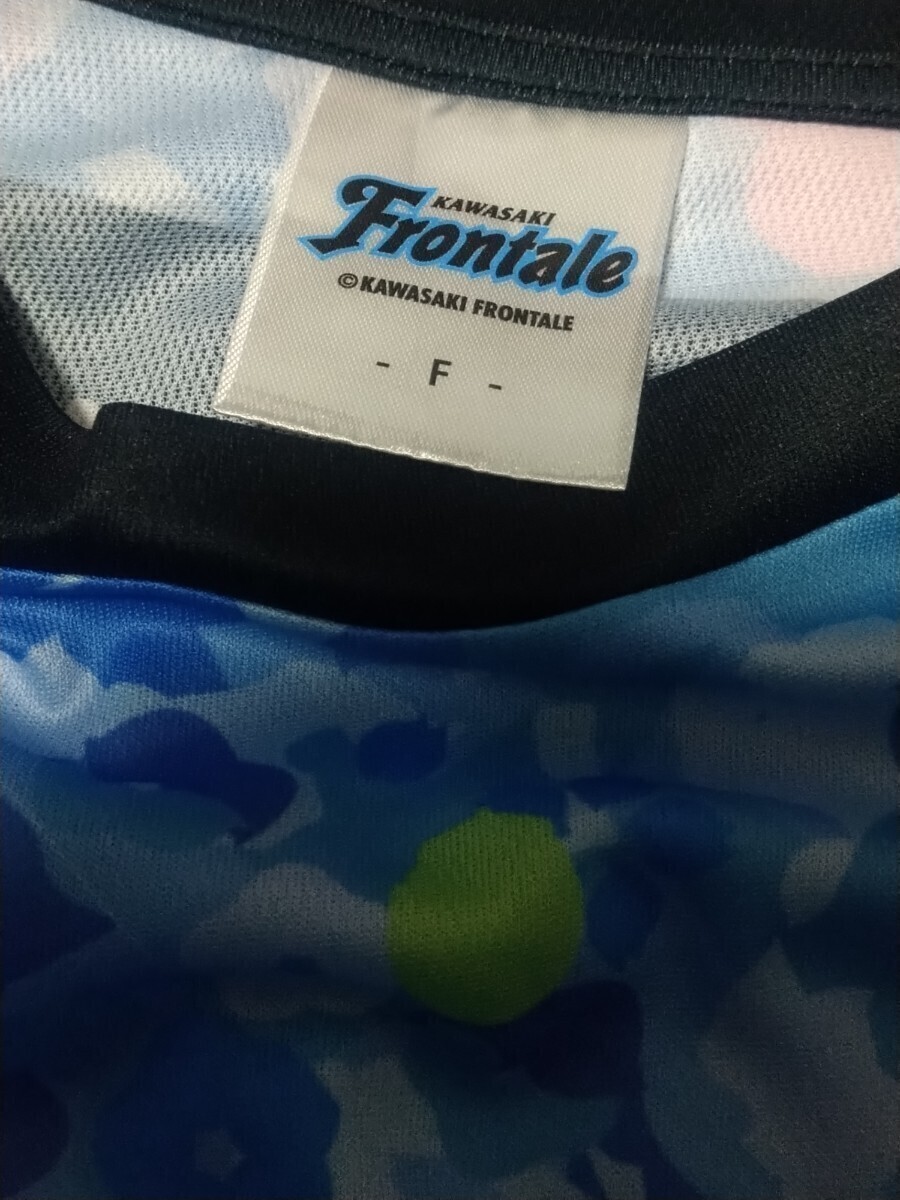 KAWASAKI
Frontale
©KAWASAKI FRONTALE
- F -